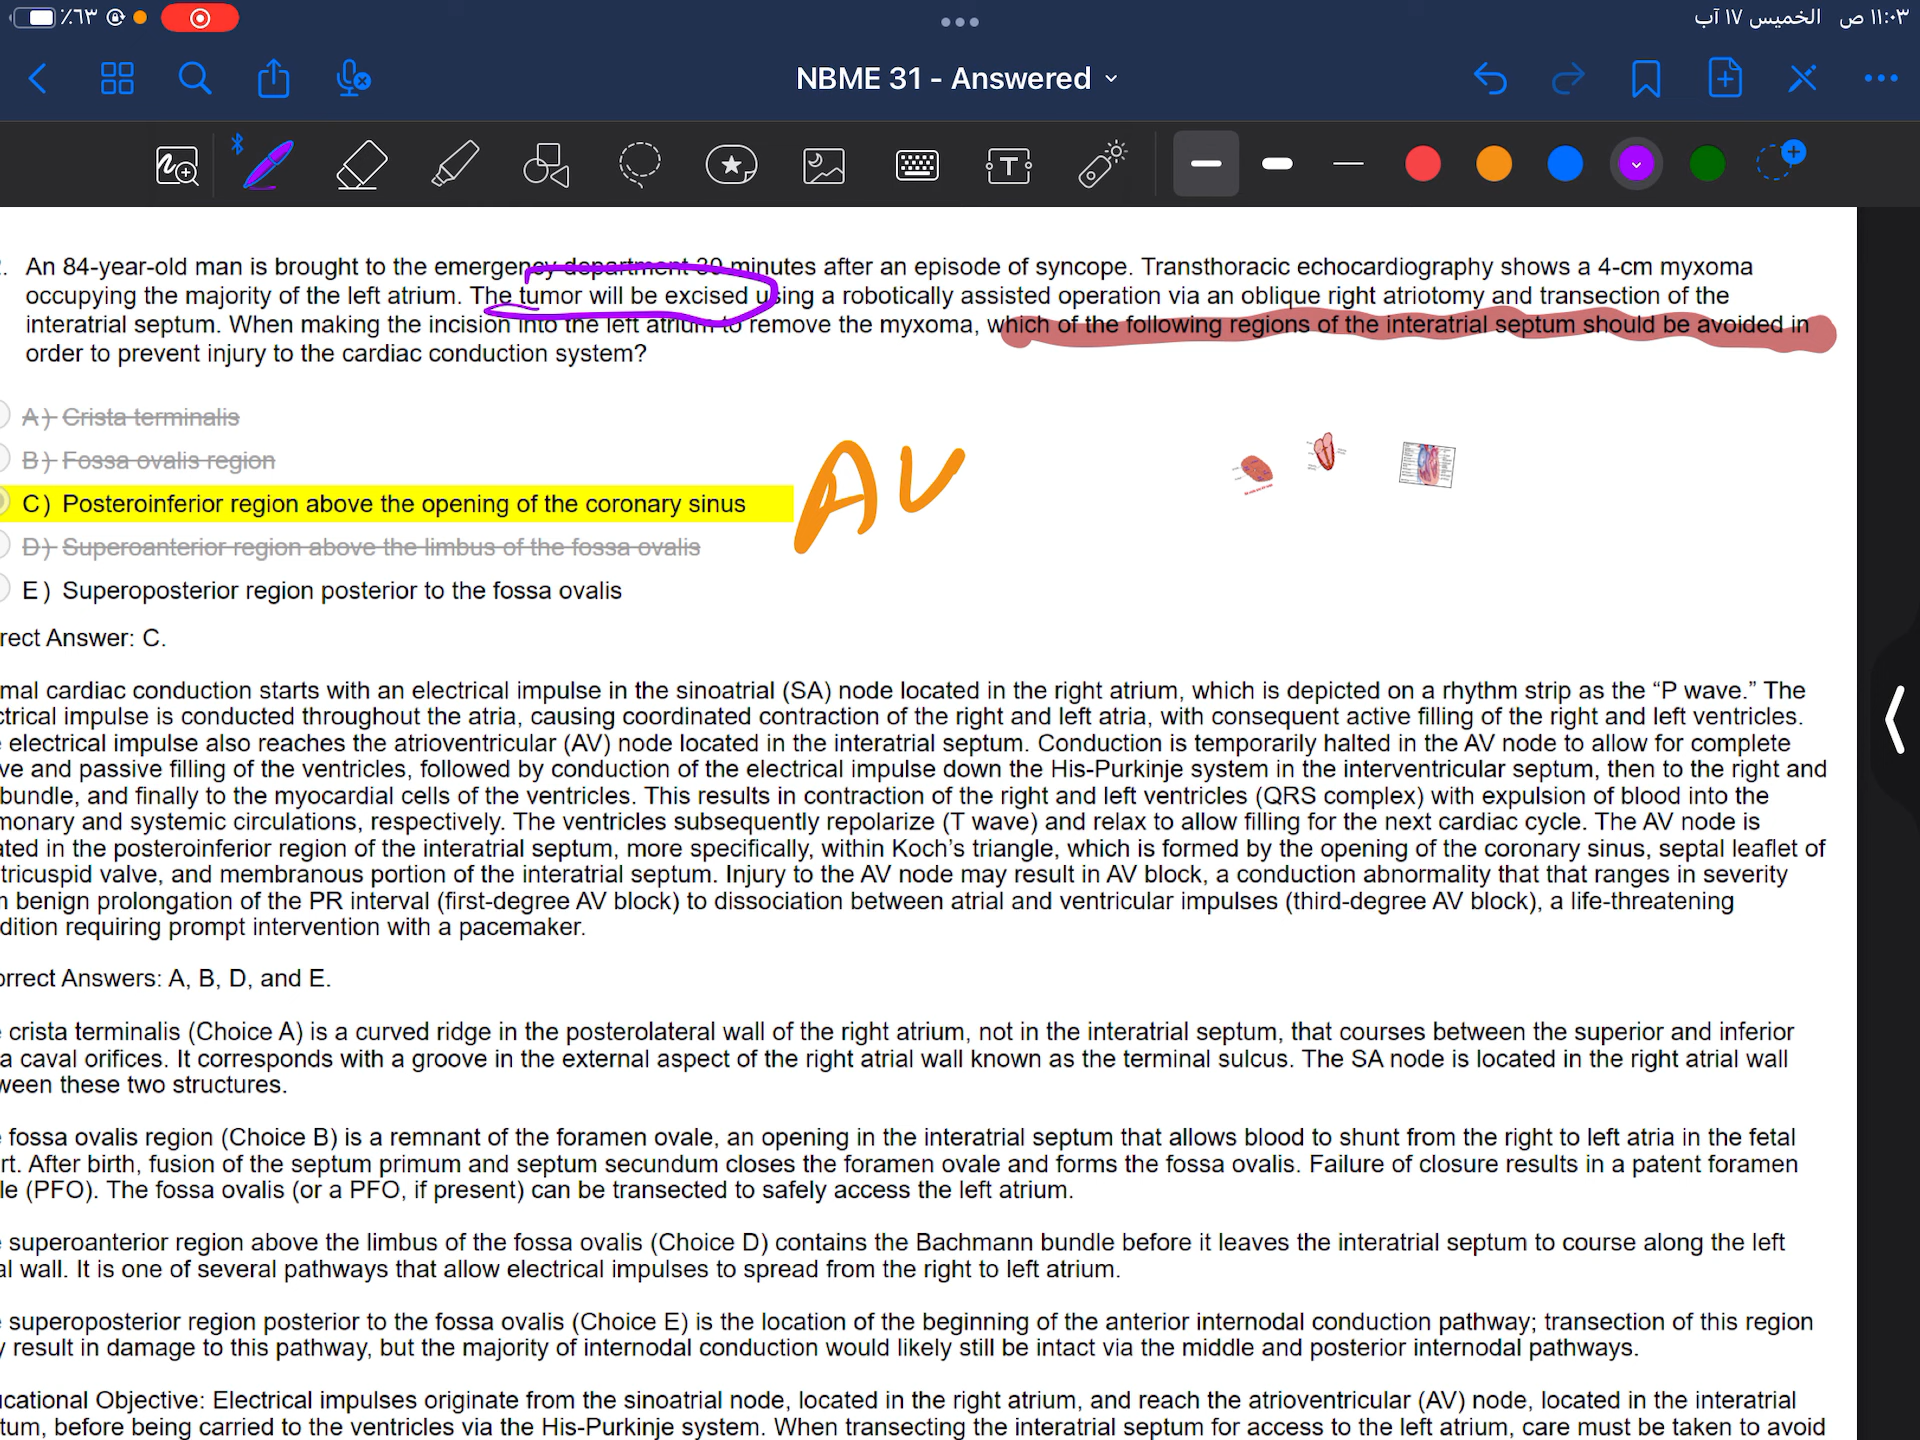 ٪٦٣
١١:٠٣ ص الخميس ١٧ آب
NBME 31 - Answered
T
. An 84-year-old man is brought to the emergency department 30 minutes after an episode of syncope. Transthoracic echocardiography shows a 4-cm myxoma
occupying the majority of the left atrium. The tumor will be excised using a robotically assisted operation via an oblique right atriotomy and transection of the
interatrial septum. When making the incision into the left atrium to remove the myxoma, which of the following regions of the interatrial septum should be avoided in
order to prevent injury to the cardiac conduction system?
A) Crista terminalis
B) Fossa ovalis region
C) Posteroinferior region above the opening of the coronary sinus
AV
D) Superoanterior region above the limbus of the fossa ovalis
E) Superoposterior region posterior to the fossa ovalis
rect Answer: C.
mal cardiac conduction starts with an electrical impulse in the sinoatrial (SA) node located in the right atrium, which is depicted on a rhythm strip as the “P wave.” The
ctrical impulse is conducted throughout the atria, causing coordinated contraction of the right and left atria, with consequent active filling of the right and left ventricles.
electrical impulse also reaches the atrioventricular (AV) node located in the interatrial septum. Conduction is temporarily halted in the AV node to allow for complete
ve and passive filling of the ventricles, followed by conduction of the electrical impulse down the His-Purkinje system in the interventricular septum, then to the right and
bundle, and finally to the myocardial cells of the ventricles. This results in contraction of the right and left ventricles (QRS complex) with expulsion of blood into the
monary and systemic circulations, respectively. The ventricles subsequently repolarize (T wave) and relax to allow filling for the next cardiac cycle. The AV node is
ated in the posteroinferior region of the interatrial septum, more specifically, within Koch’s triangle, which is formed by the opening of the coronary sinus, septal leaflet of
tricuspid valve, and membranous portion of the interatrial septum. Injury to the AV node may result in AV block, a conduction abnormality that that ranges in severity
benign prolongation of the PR interval (first-degree AV block) to dissociation between atrial and ventricular impulses (third-degree AV block), a life-threatening
dition requiring prompt intervention with a pacemaker.
orrect Answers: A, B, D, and E.
crista terminalis (Choice A) is a curved ridge in the posterolateral wall of the right atrium, not in the interatrial septum, that courses between the superior and inferior
a caval orifices. It corresponds with a groove in the external aspect of the right atrial wall known as the terminal sulcus. The SA node is located in the right atrial wall
ween these two structures.
fossa ovalis region (Choice B) is a remnant of the foramen ovale, an opening in the interatrial septum that allows blood to shunt from the right to left atria in the fetal
rt. After birth, fusion of the septum primum and septum secundum closes the foramen ovale and forms the fossa ovalis. Failure of closure results in a patent foramen
le (PFO). The fossa ovalis (or a PFO, if present) can be transected to safely access the left atrium.
superoanterior region above the limbus of the fossa ovalis (Choice D) contains the Bachmann bundle before it leaves the interatrial septum to course along the left
al wall. It is one of several pathways that allow electrical impulses to spread from the right to left atrium.
superoposterior region posterior to the fossa ovalis (Choice E) is the location of the beginning of the anterior internodal conduction pathway; transection of this region
y result in damage to this pathway, but the majority of internodal conduction would likely still be intact via the middle and posterior internodal pathways.
ucational Objective: Electrical impulses originate from the sinoatrial node, located in the right atrium, and reach the atrioventricular (AV) node, located in the interatrial
tum, before being carried to the ventricles via the His-Purkinje system. When transecting the interatrial septum for access to the left atrium, care must be taken to avoid